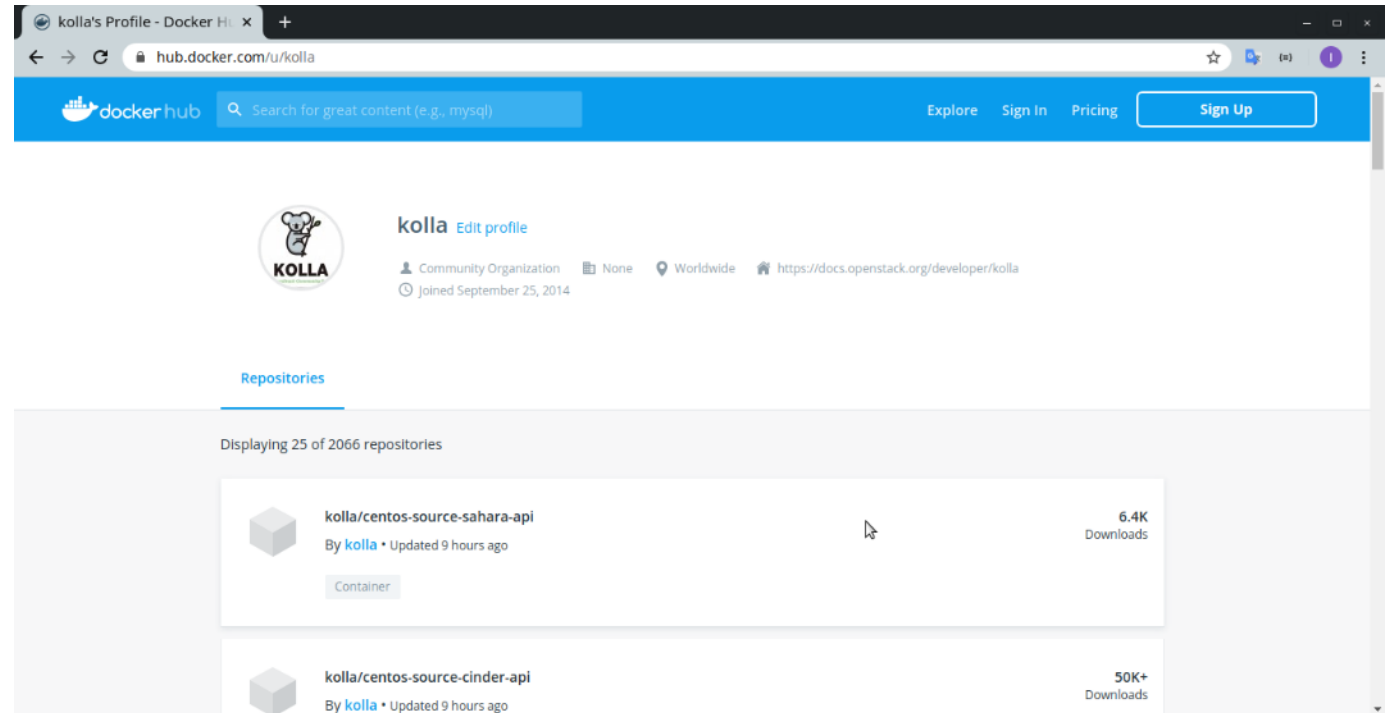 kolla's Profile - Docker Hu
hub.docker.com/u/kolla
I
docker hub
Search for great content (e.g., mysql)
Explore
Sign In
Pricing
Sign Up
KOLLA
kolla Edit profile
Community Organization
None
Worldwide
https://docs.openstack.org/developer/kolla
Joined September 25, 2014
Repositories
Displaying 25 of 2066 repositories
kolla/centos-source-sahara-api
6.4K
By kolla • Updated 9 hours ago
Downloads
Container
kolla/centos-source-cinder-api
50K+
By kolla • Updated 9 hours ago
Downloads